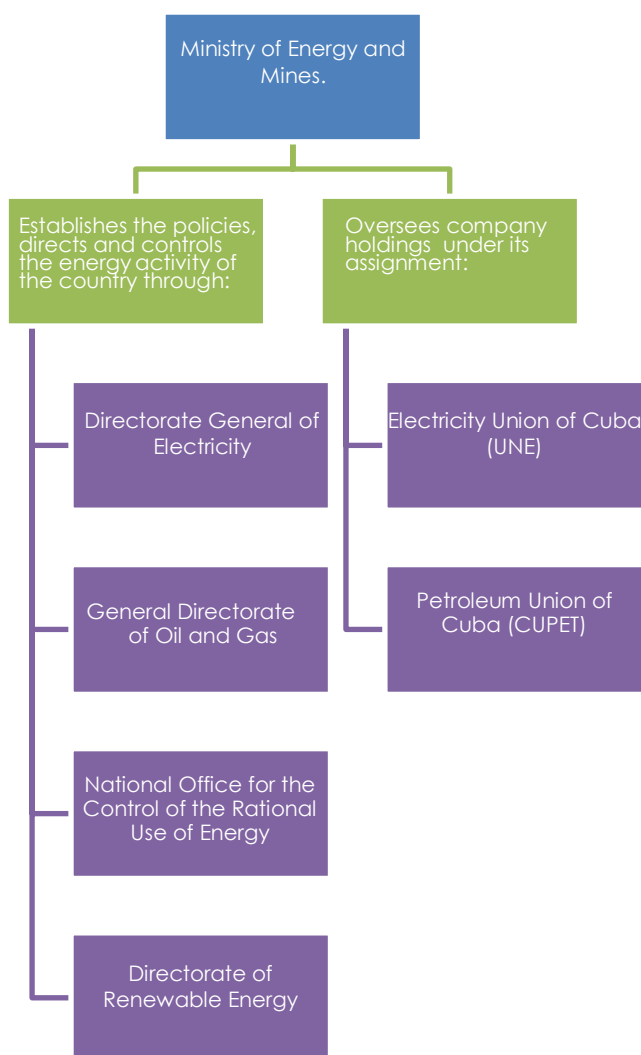 Ministry of Energy and
Mines.
Establishes the policies,
directs and controls
the energy activity of
the country through:
Oversees company
holdings under its
assignment:
Directorate General of
Electricity
General Directorate
of Oil and Gas
National Office for the
Control of the Rational
Use of Energy
Directorate of
Renewable Energy
Electricity Union of Cuba
(UNE)
Petroleum Union of
Cuba (CUPET)